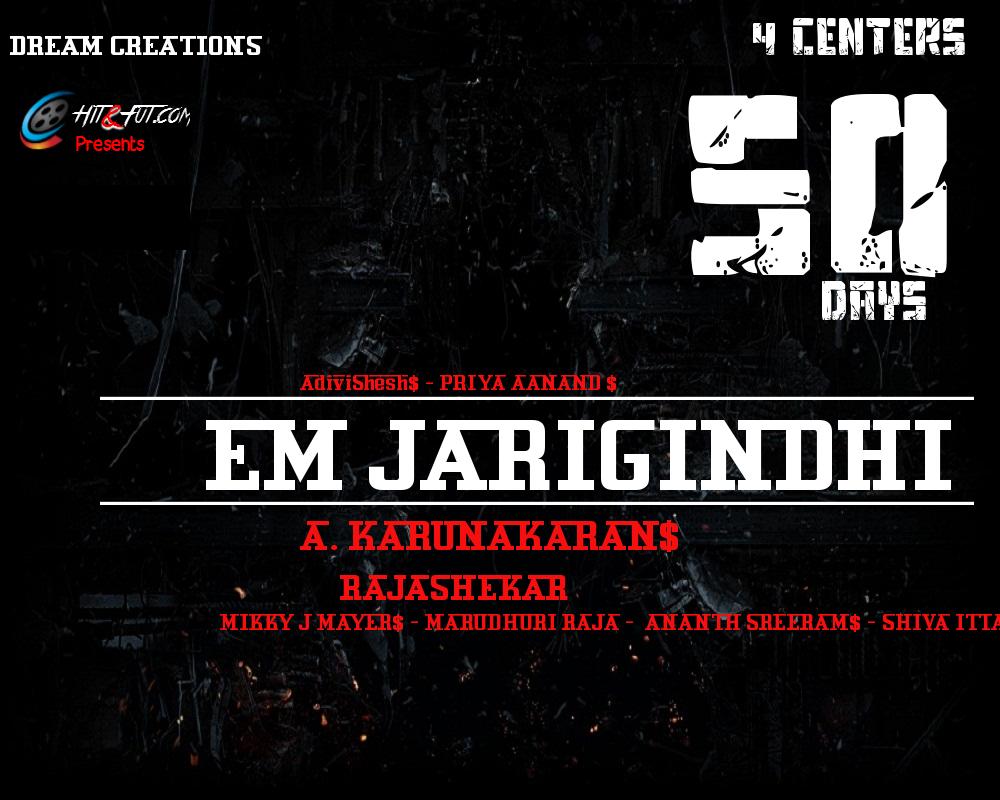 DREAM CREATIONS
4 CENTERS
HIT&FUT.COM
Presents
50
DAYS
AdiviShesh$ - PRIYA AANAND $
EM JARIGINDHI
A. KARUNAKARAN$
RAJASHEKAR
MIKKY J MAYER$ - MARUDHURI RAJA - ANANTH SREERAM$ - SHIVA